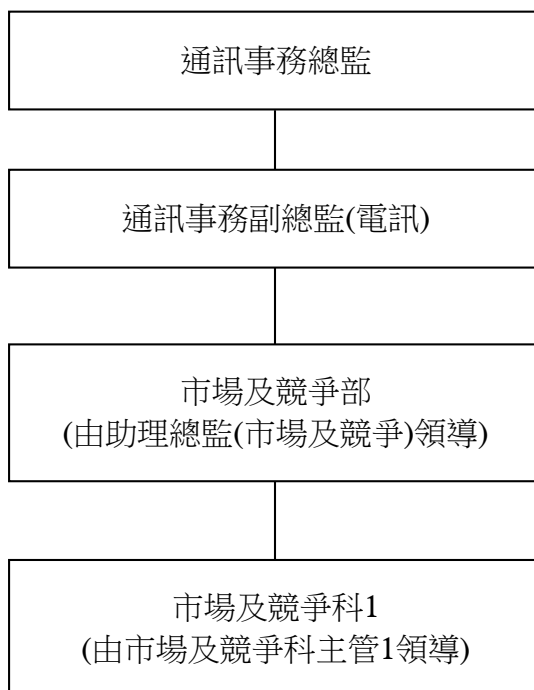 通訊事務總監
通訊事務副總監(電訊)
市場及競爭部
(由助理總監(市場及競爭)領導)
市場及競爭科1
(由市場及競爭科主管1領導)